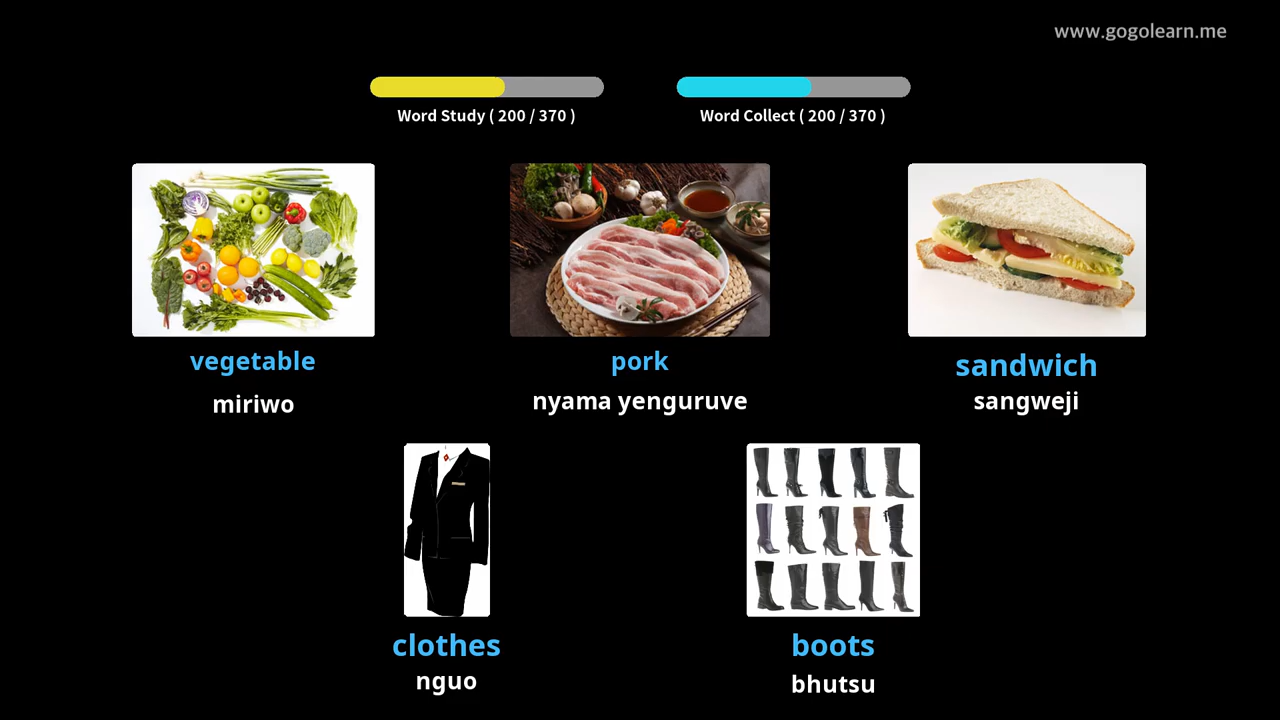 www.gogolearn.me
Word Study ( 200 / 370 )
Word Collect ( 200 / 370 )
vegetable
miriwo
pork
nyama yenguruve
sandwich
sangweji
clothes
nguo
boots
bhutsu